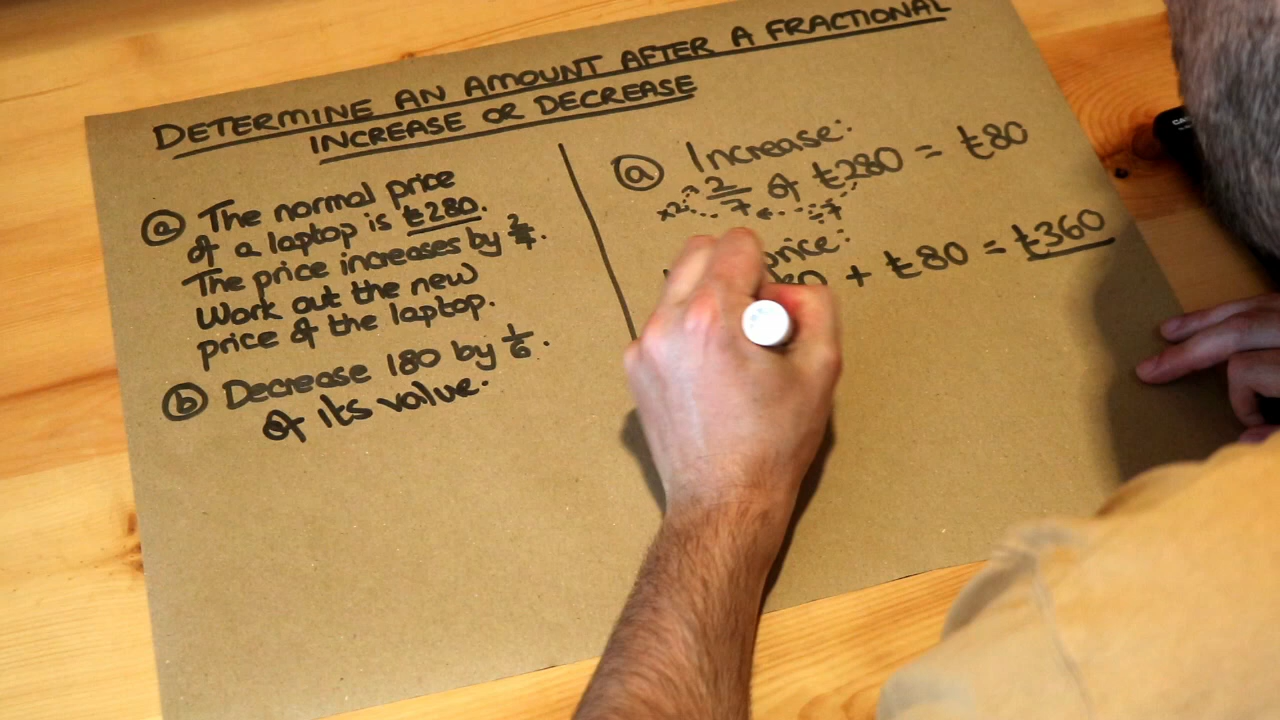 DETERMINE AN AMOUNT AFTER A FRACTIONAL
INCREASE OR DECREASE
ⓐ The normal price
of a laptop is £280.
The price increases by 2/7.
Work out the new
price of the laptop.
ⓑ Decrease 180 by 1/6.
of its value.
ⓐ Increase:
2/7 of £280 = £80
×2 ÷7
price:
+ £80 = £360